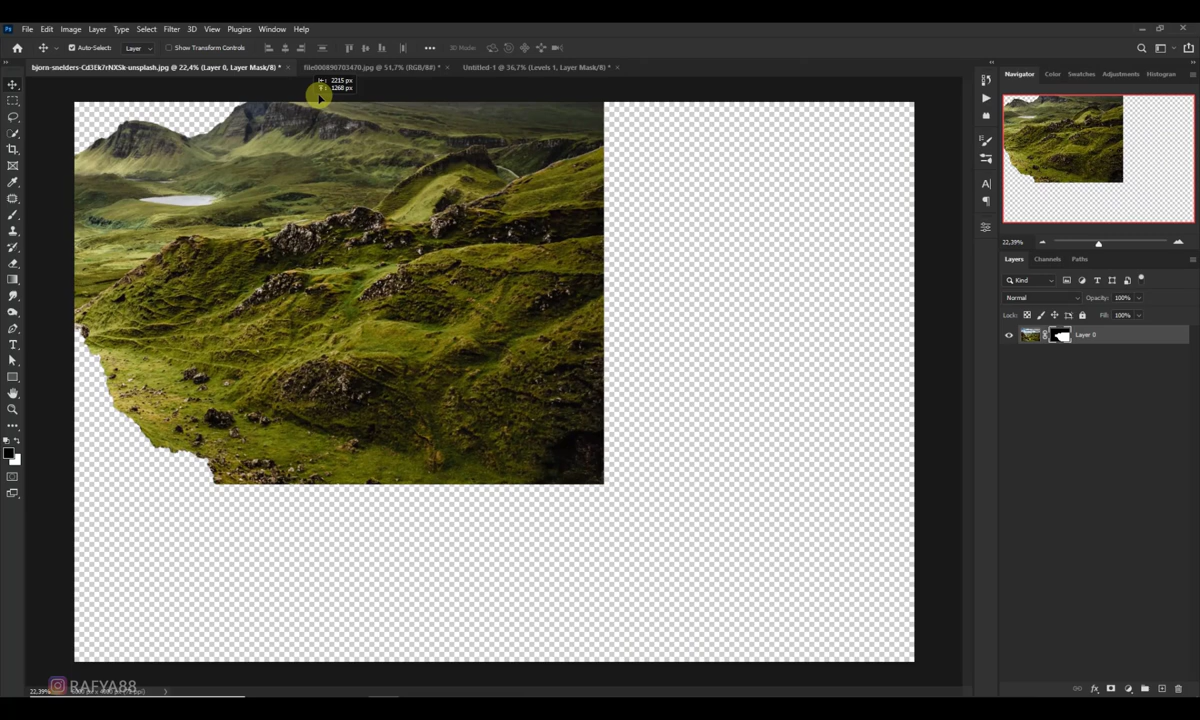 File Edit Image Layer Type Select Filter 3D View Plugins Window Help
Auto-Select: Layer Show Transform Controls 3D Mode:
bjorn-snelders-Cd3Ek7rNXSk-unsplash.jpg @ 22,4% (Layer 0, Layer Mask/8) * × file000890703470.jpg @ 51,7% (RGB/8#) * × Untitled-1 @ 36,7% (Levels 1, Layer Mask/8) * ×
2215 px
1268 px
Navigator Color Swatches Adjustments Histogram
22,39%
Layers Channels Paths
Kind
Normal Opacity: 100%
Lock: Fill: 100%
Layer 0
RAFYA88
22,39%